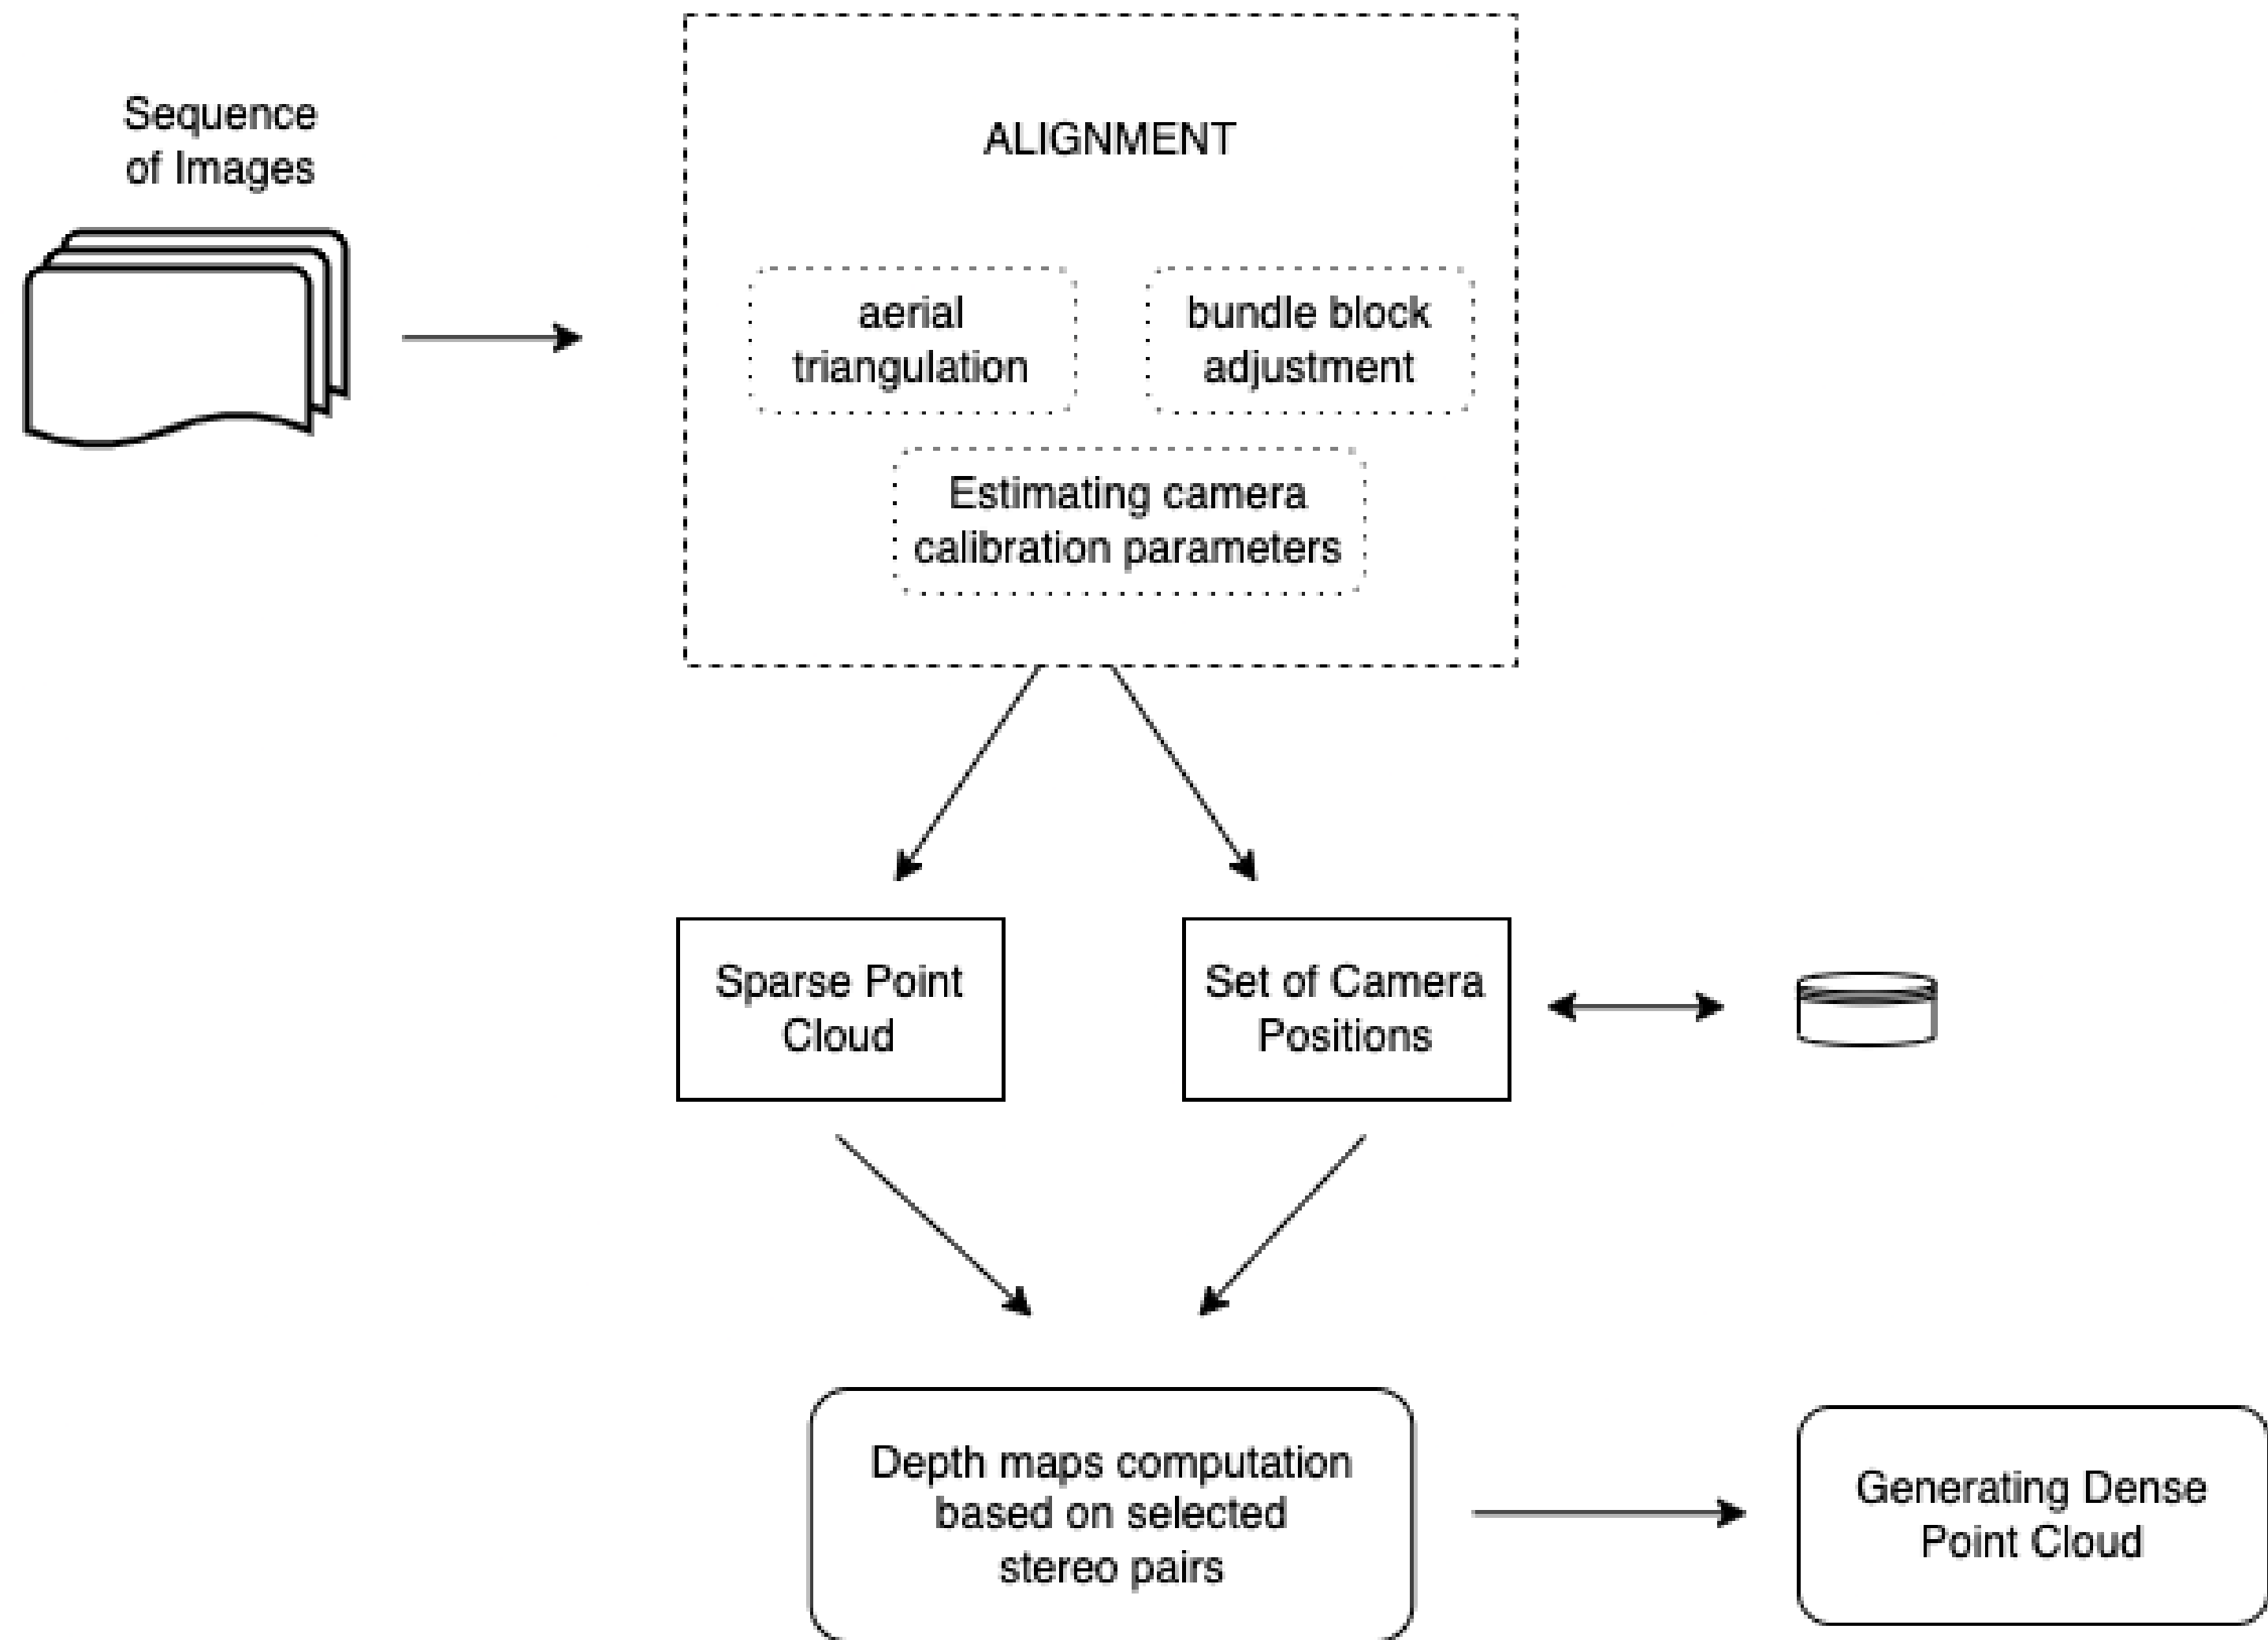 Sequence
of Images
ALIGNMENT
aerial
triangulation
bundle block
adjustment
Estimating camera
calibration parameters
Sparse Point
Cloud
Set of Camera
Positions
Depth maps computation
based on selected
stereo pairs
Generating Dense
Point Cloud